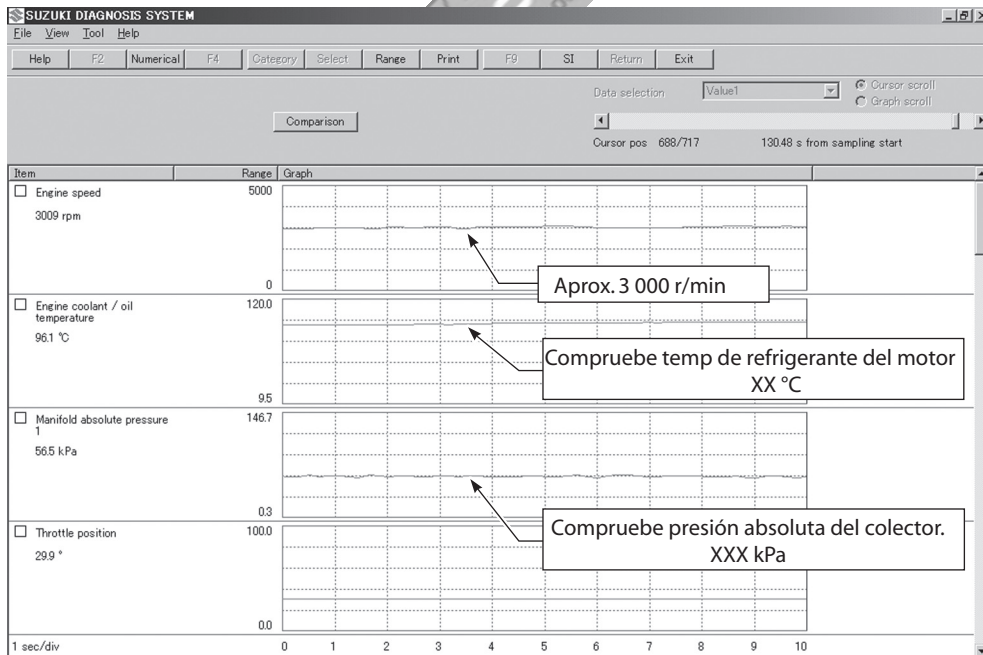 SUZUKI DIAGNOSIS SYSTEM
File View Tool Help
Help F2 Numerical F4 Category Select Range Print F9 SI Return Exit
Data selection Value1 Cursor scroll
Graph scroll
Comparison
Cursor pos 688/717 130.48 s from sampling start
Item Range Graph
Engine speed 5000
3009 rpm
0
Aprox. 3 000 r/min
Engine coolant / oil 120.0
temperature
96.1 °C
Compruebe temp de refrigerante del motor
XX °C
9.5
Manifold absolute pressure 146.7
1
56.5 kPa
0.3
Compruebe presión absoluta del colector.
XXX kPa
Throttle position 100.0
29.9 °
0.0
1 sec/div 0 1 2 3 4 5 6 7 8 9 10